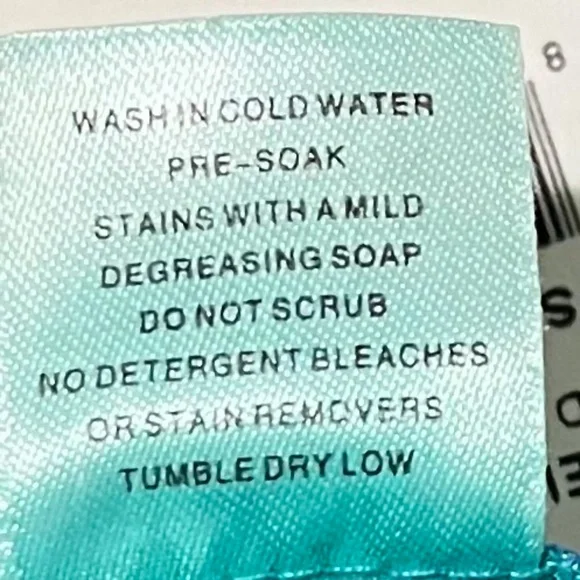 WASH IN COLD WATER
PRE-SOAK
STAINS WITH A MILD
DEGREASING SOAP
DO NOT SCRUB
NO DETERGENT BLEACHES
OR STAIN REMOVERS
TUMBLE DRY LOW
8
S